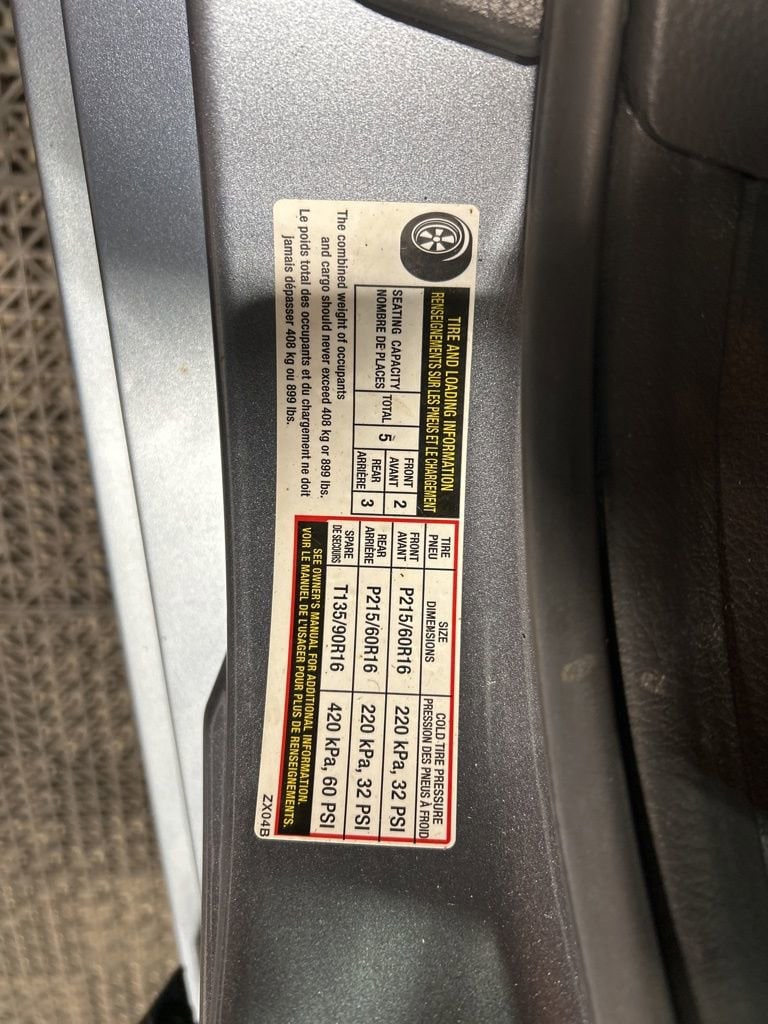 TIRE AND LOADING INFORMATION
RENSEIGNEMENTS SUR LES PNEUS ET LE CHARGEMENT
SEATING CAPACITY
NOMBRE DE PLACES
TOTAL 5
FRONT
AVANT 2
REAR
ARRIÈRE 3
The combined weight of occupants
and cargo should never exceed 408 kg or 899 lbs.
Le poids total des occupants et du chargement ne doit
jamais dépasser 408 kg ou 899 lbs.
TIRE SIZE COLD TIRE PRESSURE
PNEU DIMENSIONS PRESSION DES PNEUS À FROID
FRONT
AVANT P215/60R16 220 kPa, 32 PSI
REAR
ARRIÈRE P215/60R16 220 kPa, 32 PSI
SPARE
DE SECOURS T135/90R16 420 kPa, 60 PSI
SEE OWNER'S MANUAL FOR ADDITIONAL INFORMATION.
VOIR LE MANUEL DE L'USAGER POUR PLUS DE RENSEIGNEMENTS.
ZX04B